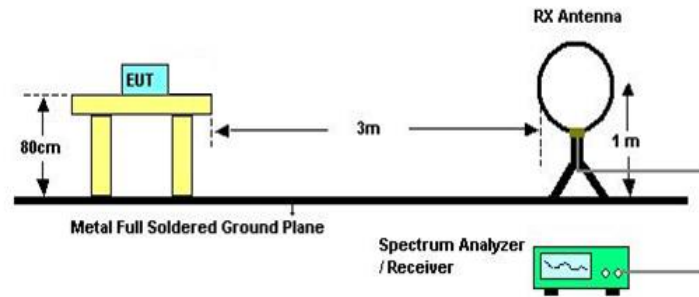 RX Antenna
EUT
80cm
3m
1 m
Metal Full Soldered Ground Plane
Spectrum Analyzer
/ Receiver